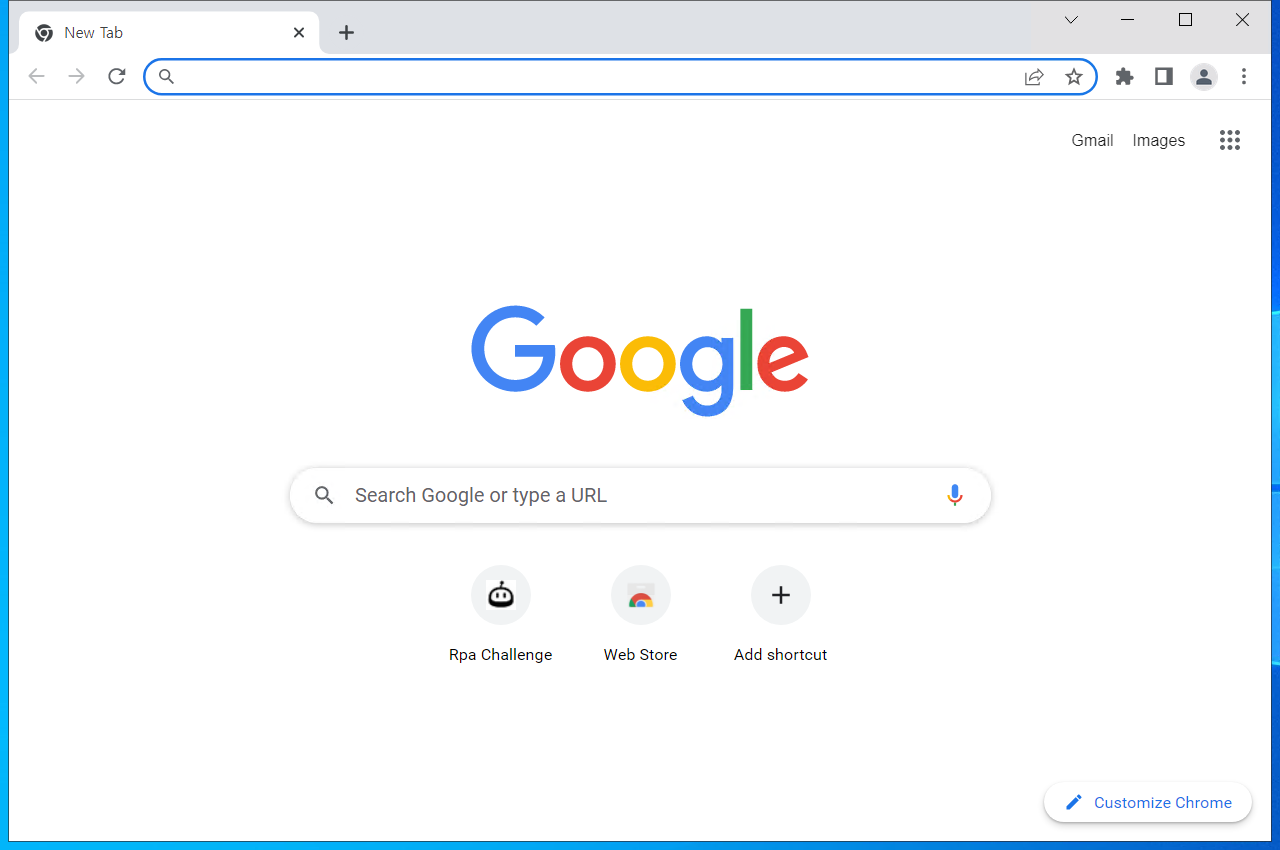 New Tab
Gmail Images
Google
Search Google or type a URL
Rpa Challenge Web Store Add shortcut
Customize Chrome